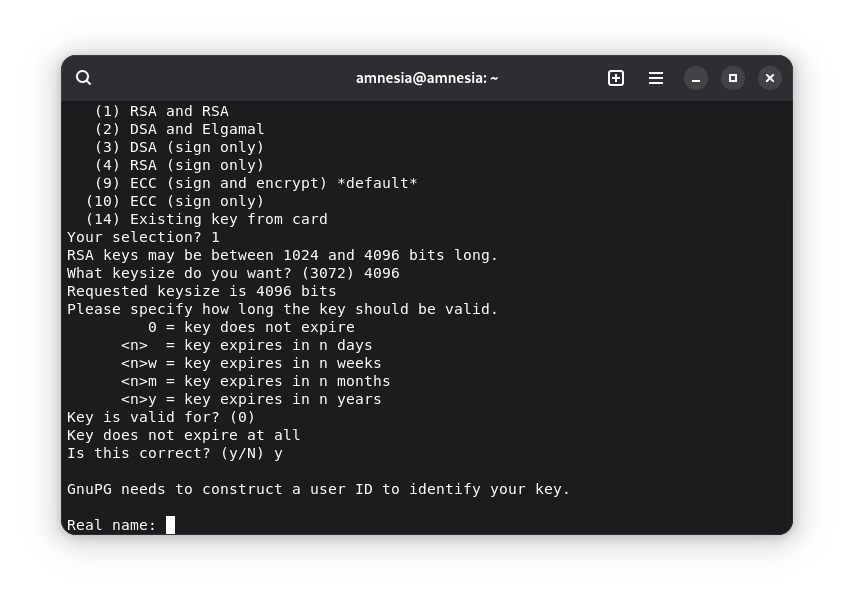 amnesia@amnesia: ~
   (1) RSA and RSA
   (2) DSA and Elgamal
   (3) DSA (sign only)
   (4) RSA (sign only)
   (9) ECC (sign and encrypt) *default*
  (10) ECC (sign only)
  (14) Existing key from card
Your selection? 1
RSA keys may be between 1024 and 4096 bits long.
What keysize do you want? (3072) 4096
Requested keysize is 4096 bits
Please specify how long the key should be valid.
         0 = key does not expire
      <n>  = key expires in n days
      <n>w = key expires in n weeks
      <n>m = key expires in n months
      <n>y = key expires in n years
Key is valid for? (0)
Key does not expire at all
Is this correct? (y/N) y
GnuPG needs to construct a user ID to identify your key.
Real name: